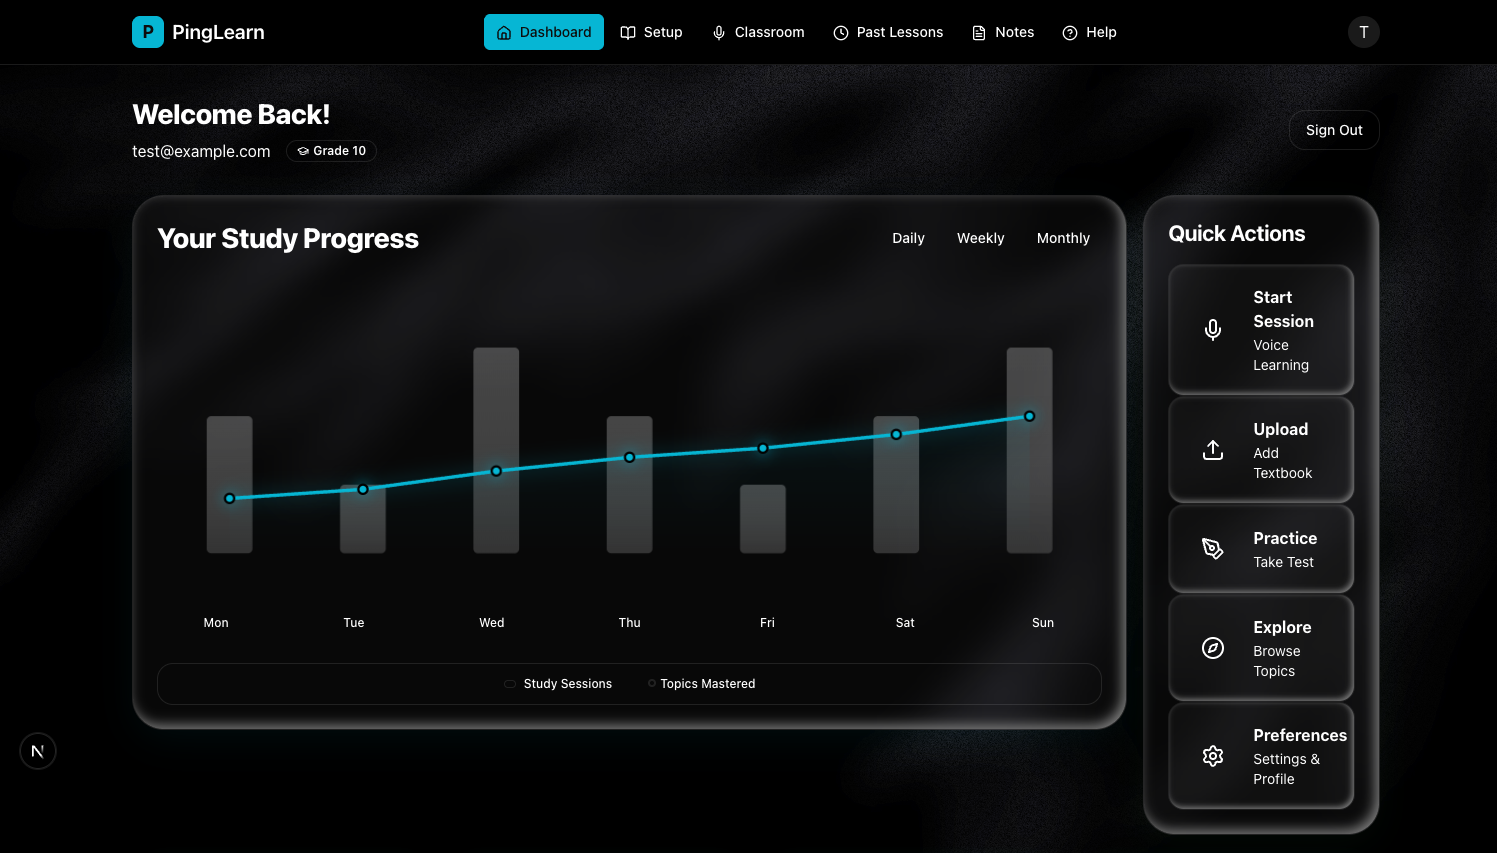 P PingLearn
Dashboard Setup Classroom Past Lessons Notes Help
T
Welcome Back!
test@example.com
Grade 10
Sign Out
Your Study Progress
Daily Weekly Monthly
Mon Tue Wed Thu Fri Sat Sun
Study Sessions Topics Mastered
Quick Actions
Start
Session
Voice
Learning
Upload
Add
Textbook
Practice
Take Test
Explore
Browse
Topics
Preferences
Settings &
Profile
N